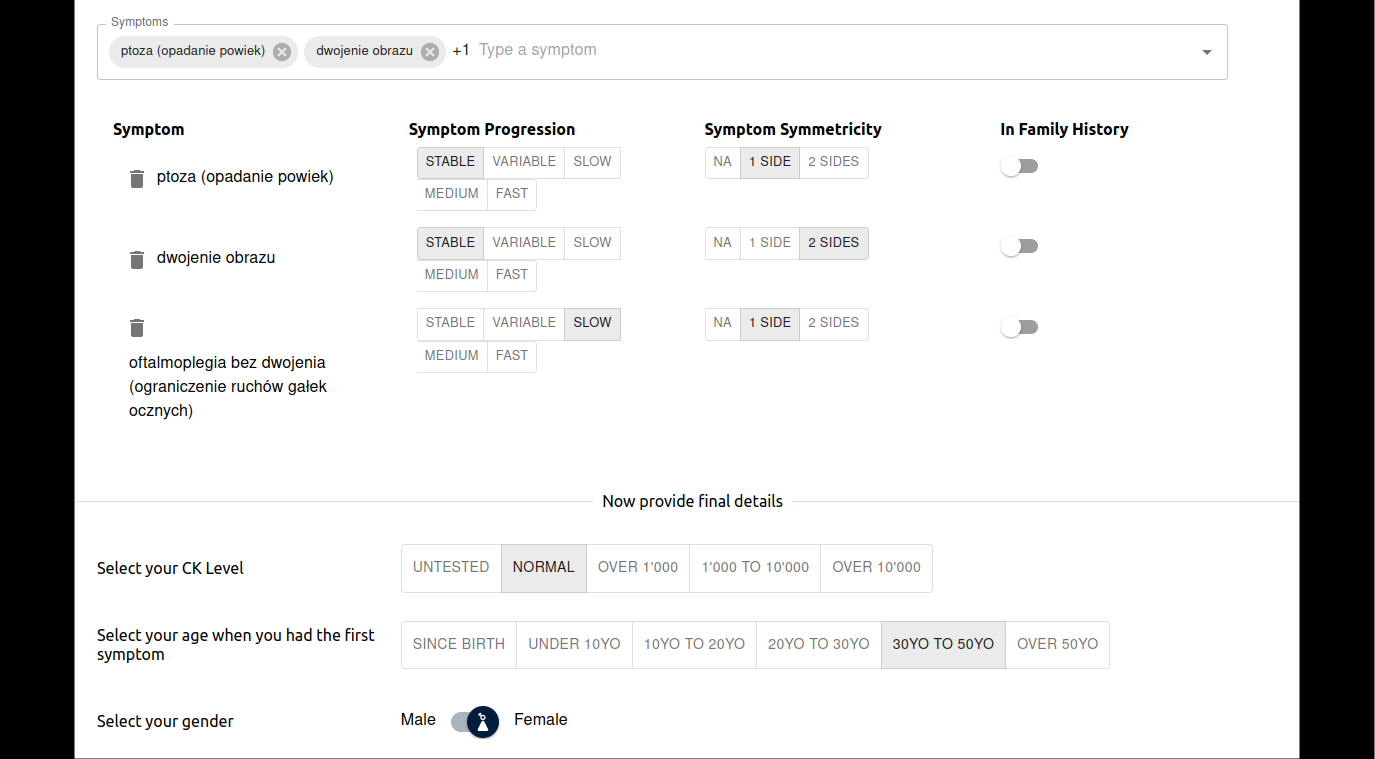 Symptoms
ptoza (opadanie powiek) dwojenie obrazu +1 Type a symptom
Symptom Symptom Progression Symptom Symmetricity In Family History
ptoza (opadanie powiek) STABLE VARIABLE SLOW NA 1 SIDE 2 SIDES
MEDIUM FAST
dwojenie obrazu STABLE VARIABLE SLOW NA 1 SIDE 2 SIDES
MEDIUM FAST
STABLE VARIABLE SLOW NA 1 SIDE 2 SIDES
MEDIUM FAST
oftalmoplegia bez dwojenia
(ograniczenie ruchów gałek
ocznych)
Now provide final details
Select your CK Level UNTESTED NORMAL OVER 1'000 1'000 TO 10'000 OVER 10'000
Select your age when you had the first
symptom
SINCE BIRTH UNDER 10YO 10YO TO 20YO 20YO TO 30YO 30YO TO 50YO OVER 50YO
Select your gender Male Female